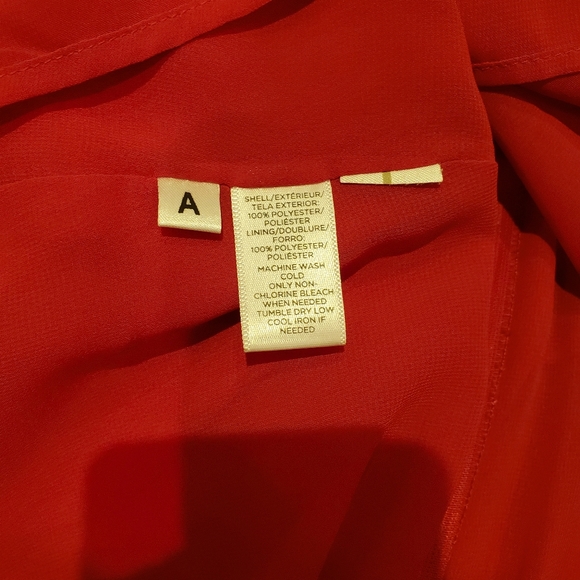 A
SHELL/EXTÉRIEUR/
TELA EXTERIOR:
100% POLYESTER/
POLIÉSTER
LINING/DOUBLURE/
FORRO:
100% POLYESTER/
POLIÉSTER
MACHINE WASH
COLD
ONLY NON-
CHLORINE BLEACH
WHEN NEEDED
TUMBLE DRY LOW
COOL IRON IF
NEEDED